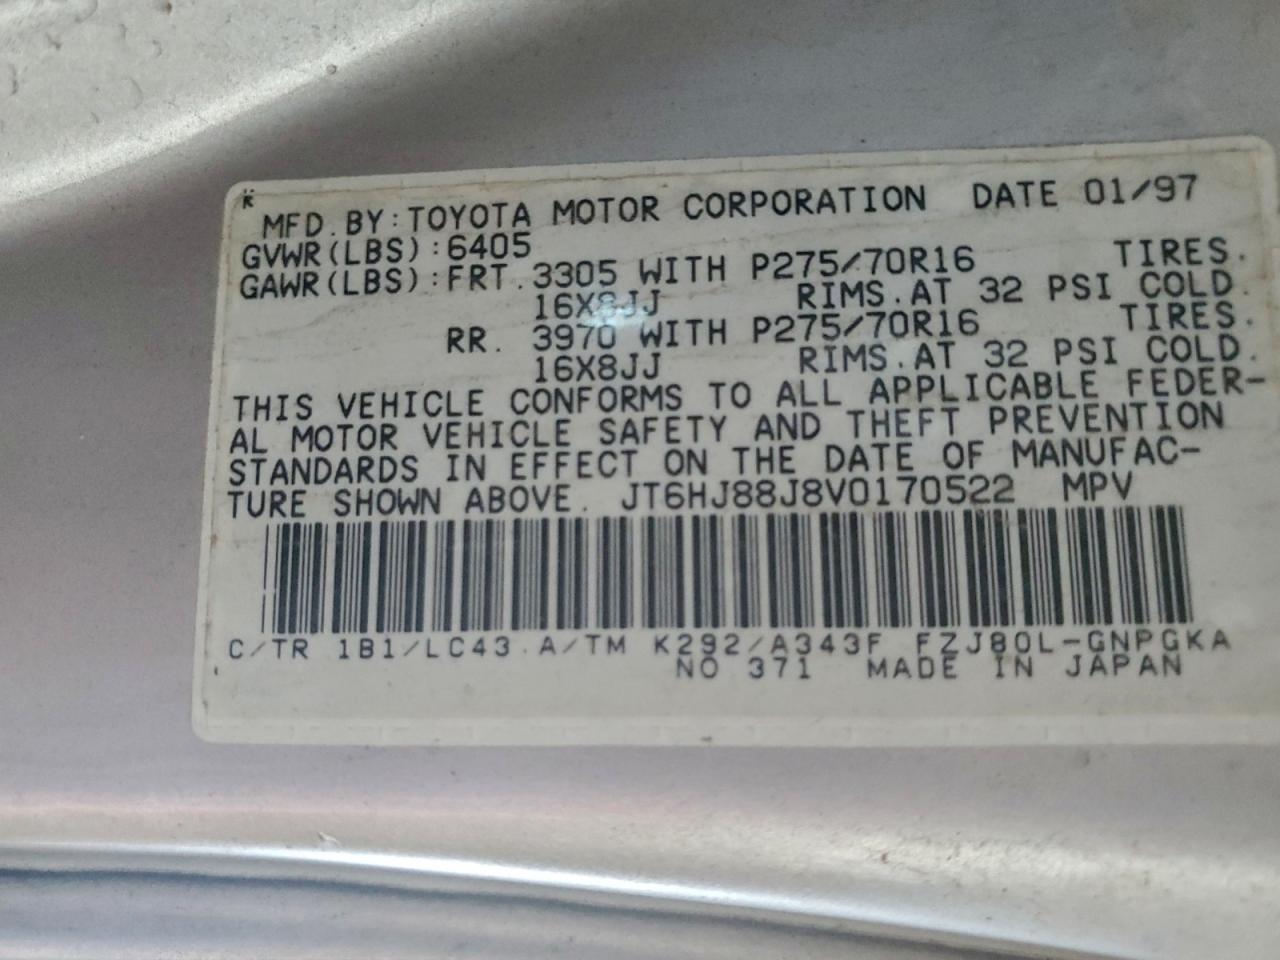 K
MFD. BY: TOYOTA MOTOR CORPORATION DATE 01/97
GVWR(LBS): 6405
GAWR(LBS): FRT. 3305 WITH P275/70R16 TIRES.
16X8JJ RIMS. AT 32 PSI COLD.
RR. 3970 WITH P275/70R16 TIRES.
16X8JJ RIMS. AT 32 PSI COLD.
THIS VEHICLE CONFORMS TO ALL APPLICABLE FEDER-
AL MOTOR VEHICLE SAFETY AND THEFT PREVENTION
STANDARDS IN EFFECT ON THE DATE OF MANUFAC-
TURE SHOWN ABOVE. JT6HJ88J8V0170522 MPV
C/TR 1B1/LC43 A/TM K292/A343F FZJ80L-GNPGKA
NO 371 MADE IN JAPAN